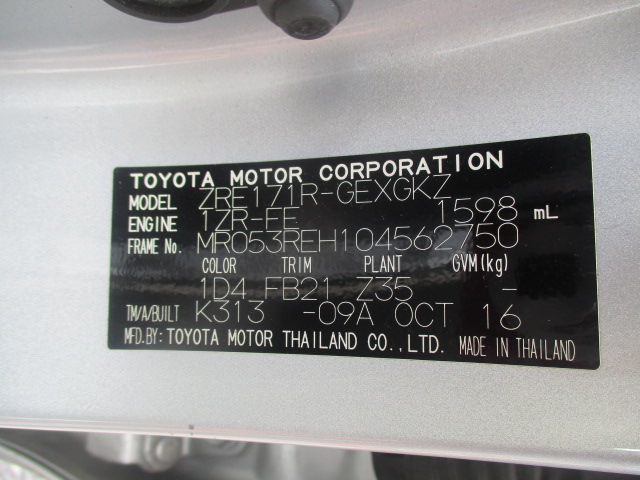 TOYOTA MOTOR CORPORATION
MODEL ZRE171R-GEXGKZ
ENGINE 1ZR-FE 1598 mL
FRAME No. MR053REH104562750
COLOR TRIM PLANT GVM(kg)
1D4 FB21 Z35 -
TM/A/BUILT K313 -09A OCT 16
MFD.BY: TOYOTA MOTOR THAILAND CO.,LTD. MADE IN THAILAND